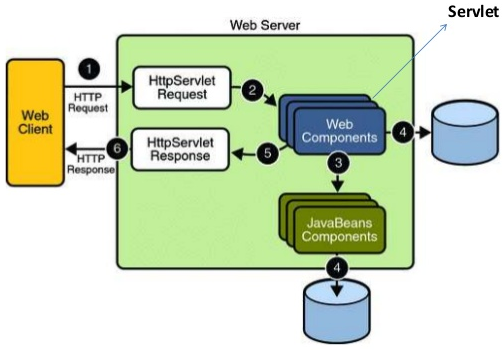 Servlet
Web Server
1
HTTP
Request
HttpServlet
Request
2
Web
Client
Web
Components
4
6
HTTP
Response
HttpServlet
Response
5
3
JavaBeans
Components
4